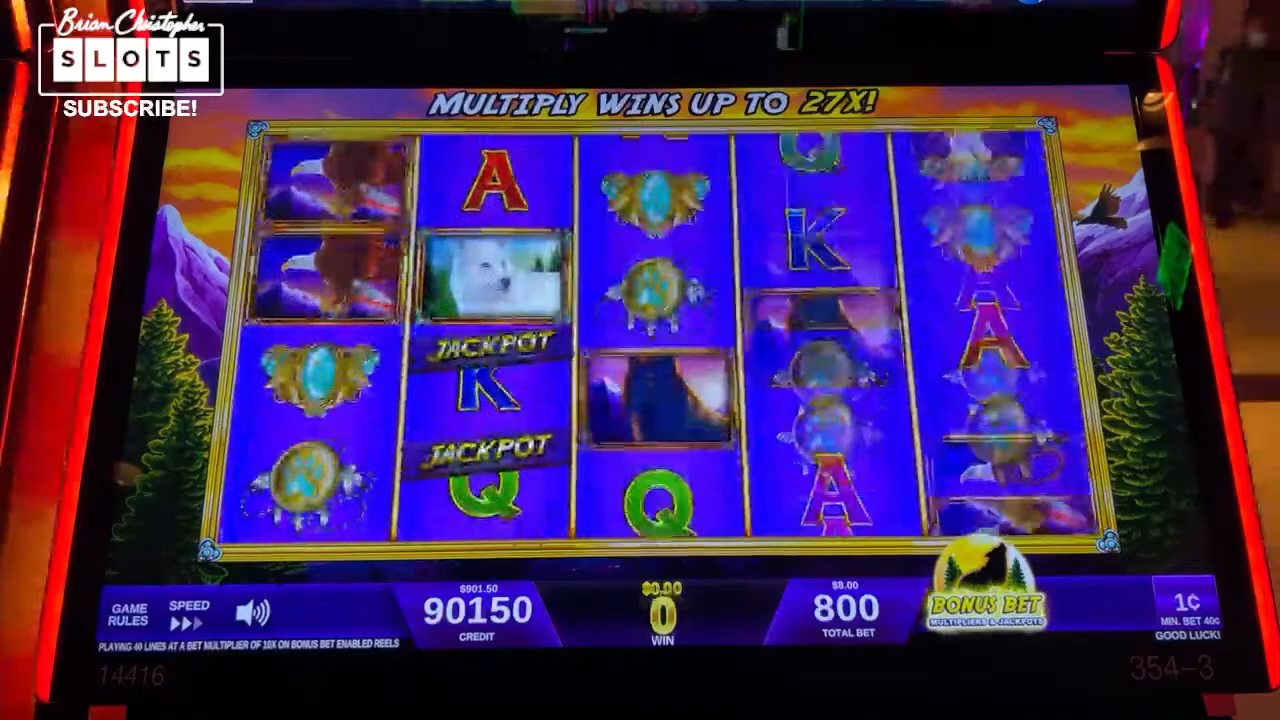 Brian Christopher
SLOTS
SUBSCRIBE!
MULTIPLY WINS UP TO 27X!
A
Q
K
A
JACKPOT
K
JACKPOT
Q
Q
A
GAME RULES
SPEED
$901.50
90150
CREDIT
$0.00
0
WIN
$8.00
800
TOTAL BET
BONUS BET
MULTIPLIERS & JACKPOTS
1¢
MIN. BET 40¢
GOOD LUCK!
PLAYING 40 LINES AT A BET MULTIPLIER OF 10X ON BONUS BET ENABLED REELS
14416
354-3